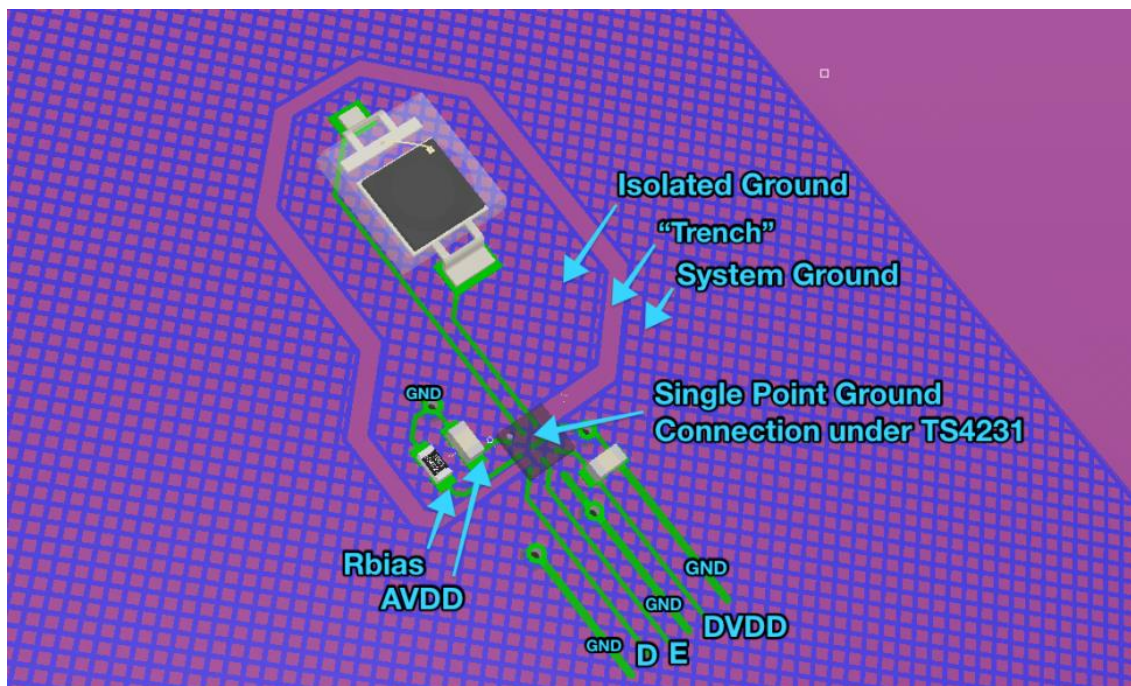 Isolated Ground
“Trench”
System Ground
GND
Single Point Ground
Connection under TS4231
Rbias
AVDD
GND
GND
DVDD
GND
D
E